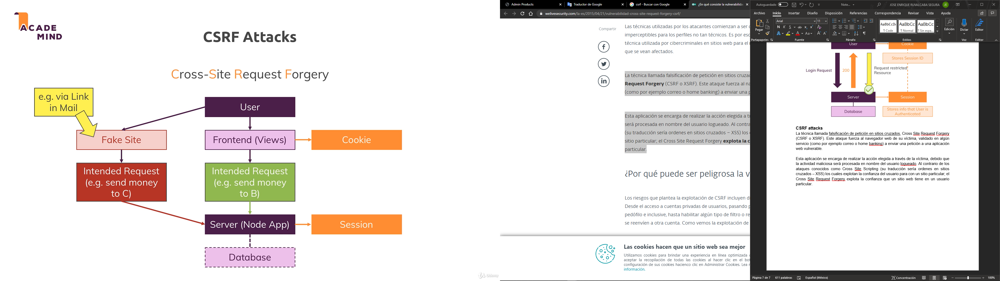 ACADE
MIND
CSRF Attacks
Cross-Site Request Forgery
e.g. via Link
in Mail
User
Fake Site
Frontend (Views)
Cookie
Intended Request
(e.g. send money
to C)
Intended Request
(e.g. send money
to B)
Server (Node App)
Session
Database
Udemy
Admin Products
Traductor de Google
csrf - Buscar con Google
¿En qué consiste la vulnerabilida
welivesecurity.com/la-es/2015/04/21/vulnerabilidad-cross-site-request-forgery-csrf/
Compartir
Las técnicas utilizadas por los atacantes comienzan a ser
imperceptibles para los perfiles no tan técnicos. Es por
técnica utilizada por cibercriminales en sitios web para el
que se vean afectados.
La técnica llamada falsificación de petición en sitios
Request Forgery (CSRF o XSRF). Este ataque fuerza al
(como por ejemplo correo o home banking) a enviar una
Esta aplicación se encarga de realizar la acción elegida a
será procesada en nombre del usuario logueado. Al
(su traducción sería ordenes en sitios cruzados – XSS) los
sitio particular; el Cross Site Request Forgery explota la
particular.
¿Por qué puede ser peligrosa la v
Los riesgos que plantea la explotación de CSRF incluyen
Desde el acceso a cuentas privadas de usuarios, pasando
pedófilo e inclusive, hasta habilitar algún tipo de filtro o
se reenvíen a otra cuenta. Como vemos la explotación de
Las cookies hacen que un sitio web sea mejor
Utilizamos cookies para brindar una experiencia en línea optimizada
aceptar la recopilación de todas las cookies al hacer clic en el
configuración de sus cookies hacienco clic en Administrar Cookies. Lea
información.
Autoguardado
Note...
JOSE ENRIQUE RUVALCABA SEGURA
JE
Archivo Inicio Insertar Diseño Disposición Referencias Correspondencia Revisar Vista Ayuda
Arial 11
N K S ab x₂ x²
Pegar
AaBbCcDc AaBbCc AaBbCc
¶ Code ¶ Normal ¶ Sin espa...
Edición
Dictar
Editor
Portapapeles Fuente Párrafo Estilos Voz Editor
User
Cookie
Stores Session ID
Login Request
200
Request restricted
Resource
Server
Session
Database
Stores info that User is
Authenticated
CSRF attacks
La técnica llamada falsificación de petición en sitios cruzados, Cross Site Request Forgery
(CSRF o XSRF). Este ataque fuerza al navegador web de su víctima, validado en algún
servicio (como por ejemplo correo o home banking) a enviar una petición a una aplicación
web vulnerable.
Esta aplicación se encarga de realizar la acción elegida a través de la víctima, debido que
la actividad maliciosa será procesada en nombre del usuario logueado. Al contrario de los
ataques conocidos como Cross Site Scripting (su traducción sería ordenes en sitios
cruzados – XSS) los cuales explotan la confianza del usuario para con un sitio particular; el
Cross Site Request Forgery explota la confianza que un sitio web tiene en un usuario
particular.
Página 7 de 7 611 palabras Español (México) Concentración 100%